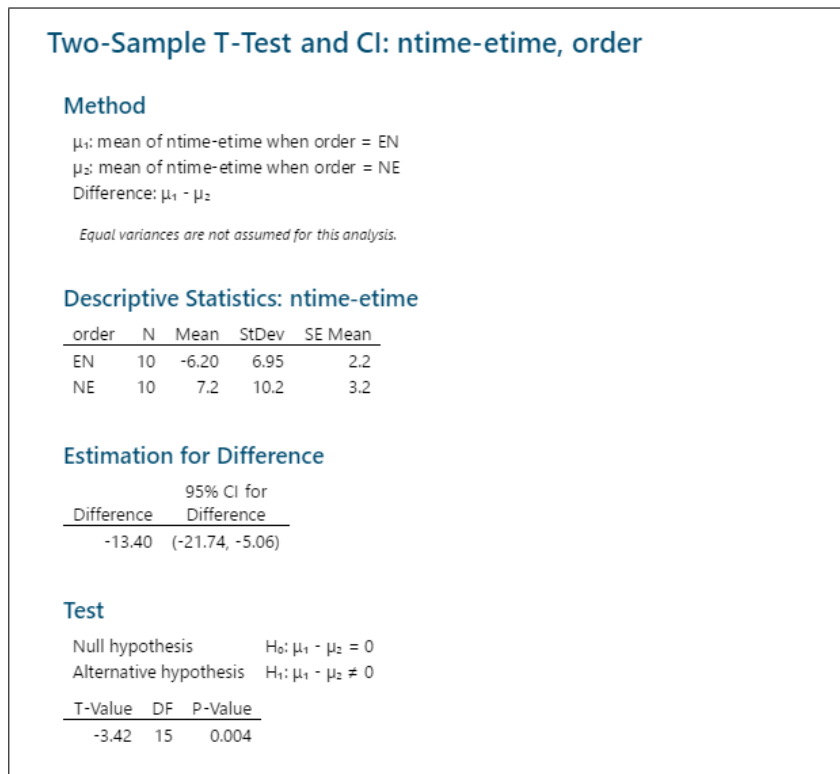 Two-Sample T-Test and CI: ntime-etime, order
Method
μ₁: mean of ntime-etime when order = EN
μ₂: mean of ntime-etime when order = NE
Difference: μ₁ - μ₂
Equal variances are not assumed for this analysis.
Descriptive Statistics: ntime-etime
order N Mean StDev SE Mean
EN 10 -6.20 6.95 2.2
NE 10 7.2 10.2 3.2
Estimation for Difference
95% CI for
Difference Difference
-13.40 (-21.74, -5.06)
Test
Null hypothesis H₀: μ₁ - μ₂ = 0
Alternative hypothesis H₁: μ₁ - μ₂ ≠ 0
T-Value DF P-Value
-3.42 15 0.004